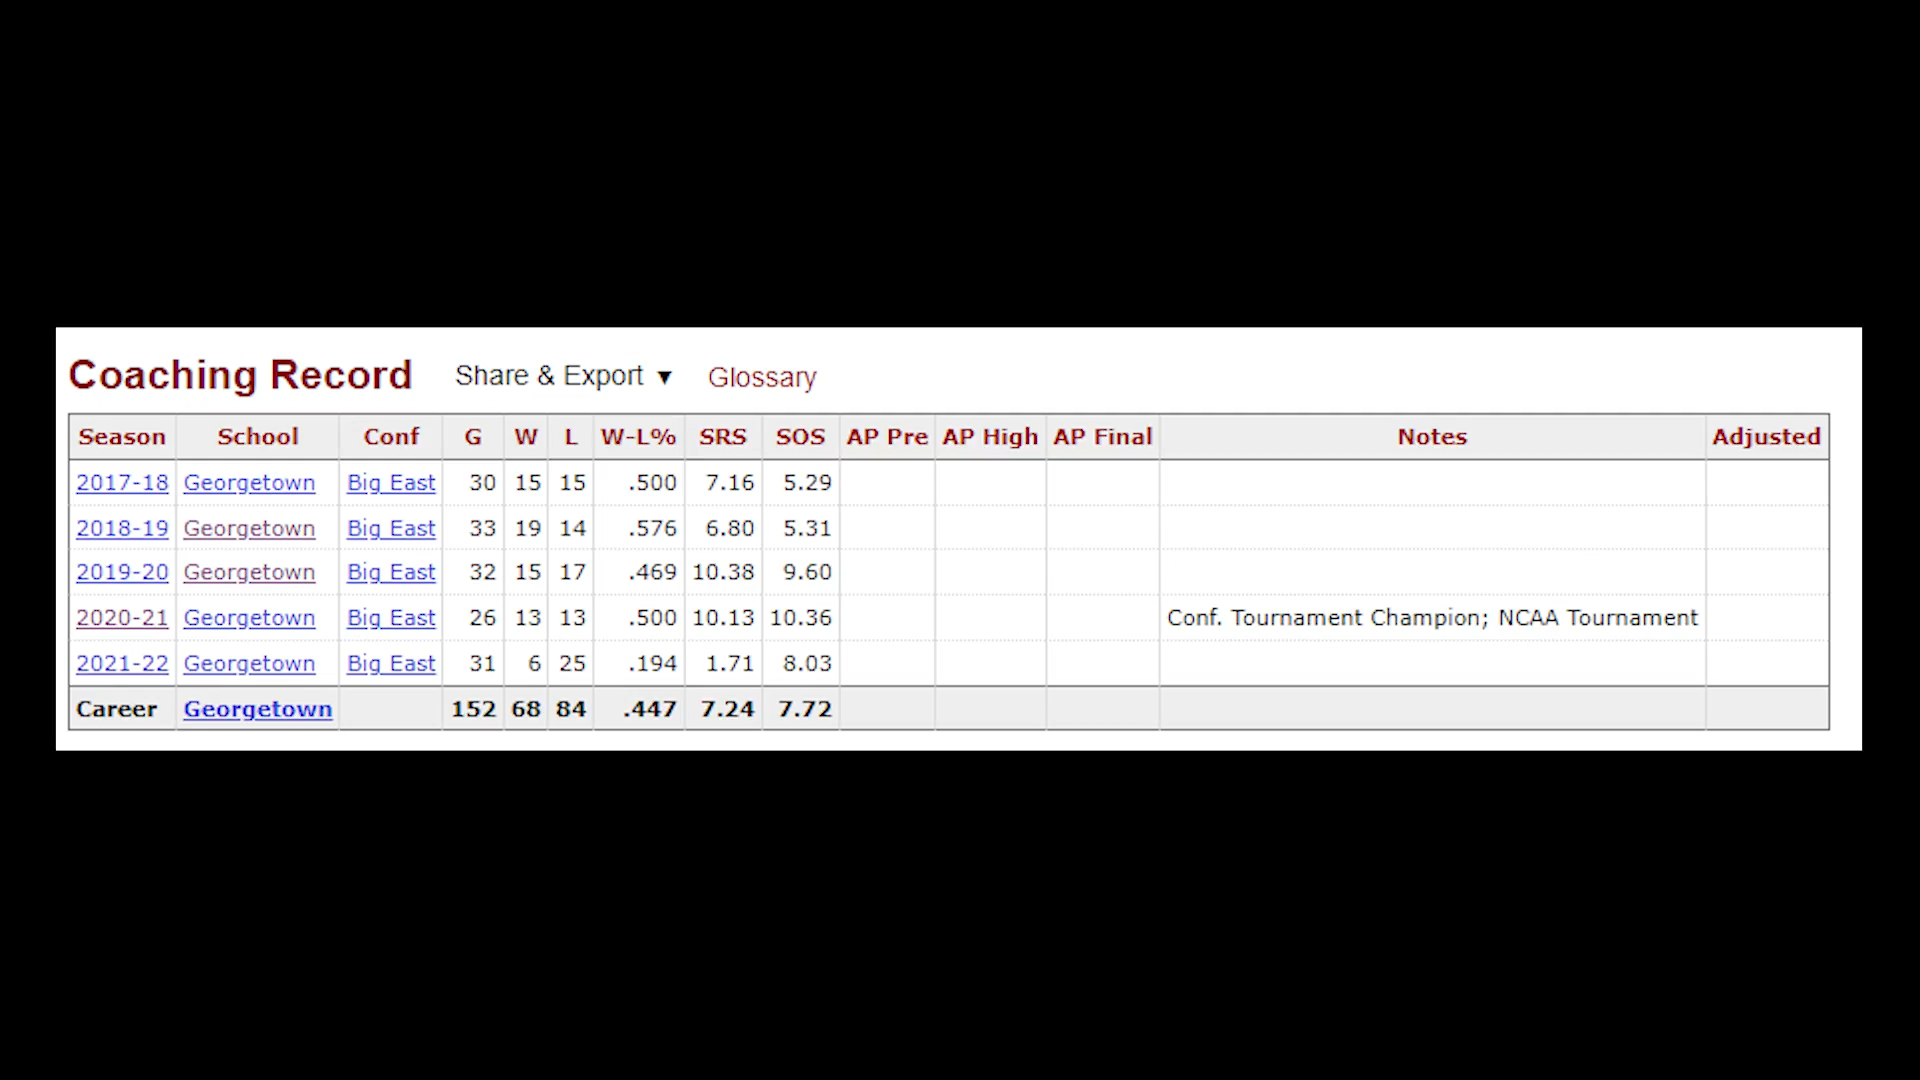 Coaching Record Share & Export ▼ Glossary
Season School Conf G W L W-L% SRS SOS AP Pre AP High AP Final Notes Adjusted
2017-18 Georgetown Big East 30 15 15 .500 7.16 5.29
2018-19 Georgetown Big East 33 19 14 .576 6.80 5.31
2019-20 Georgetown Big East 32 15 17 .469 10.38 9.60
2020-21 Georgetown Big East 26 13 13 .500 10.13 10.36 Conf. Tournament Champion; NCAA Tournament
2021-22 Georgetown Big East 31 6 25 .194 1.71 8.03
Career Georgetown 152 68 84 .447 7.24 7.72